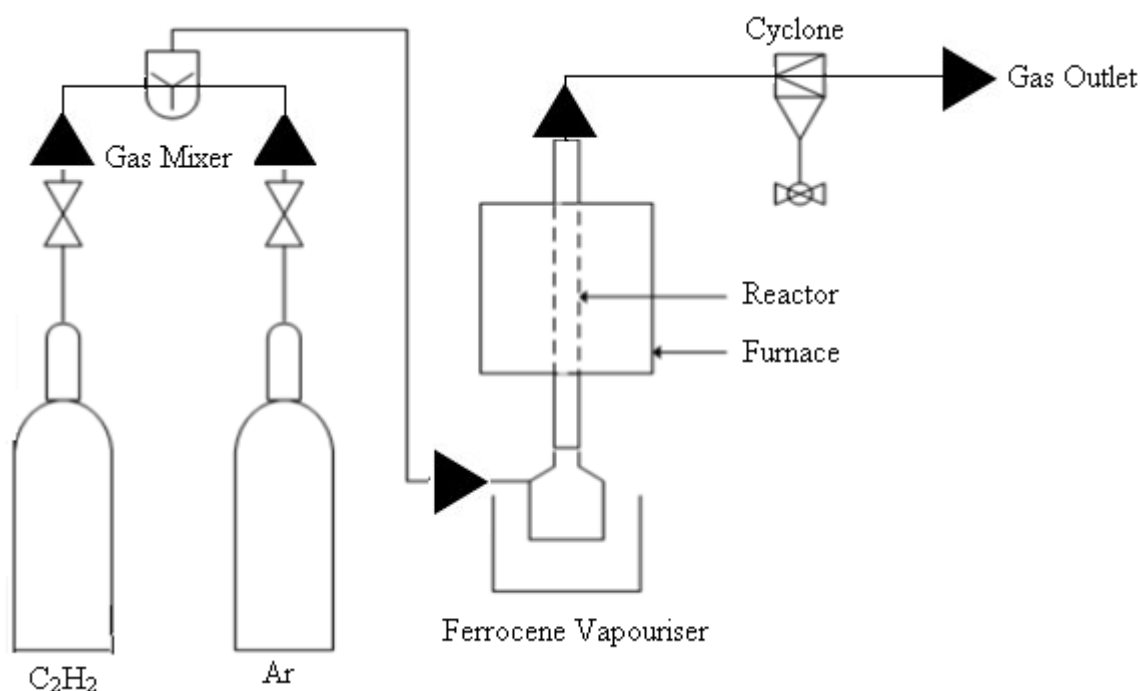 Cyclone
Gas Outlet
Gas Mixer
Reactor
Furnace
Ferrocene Vapouriser
C₂H₂
Ar